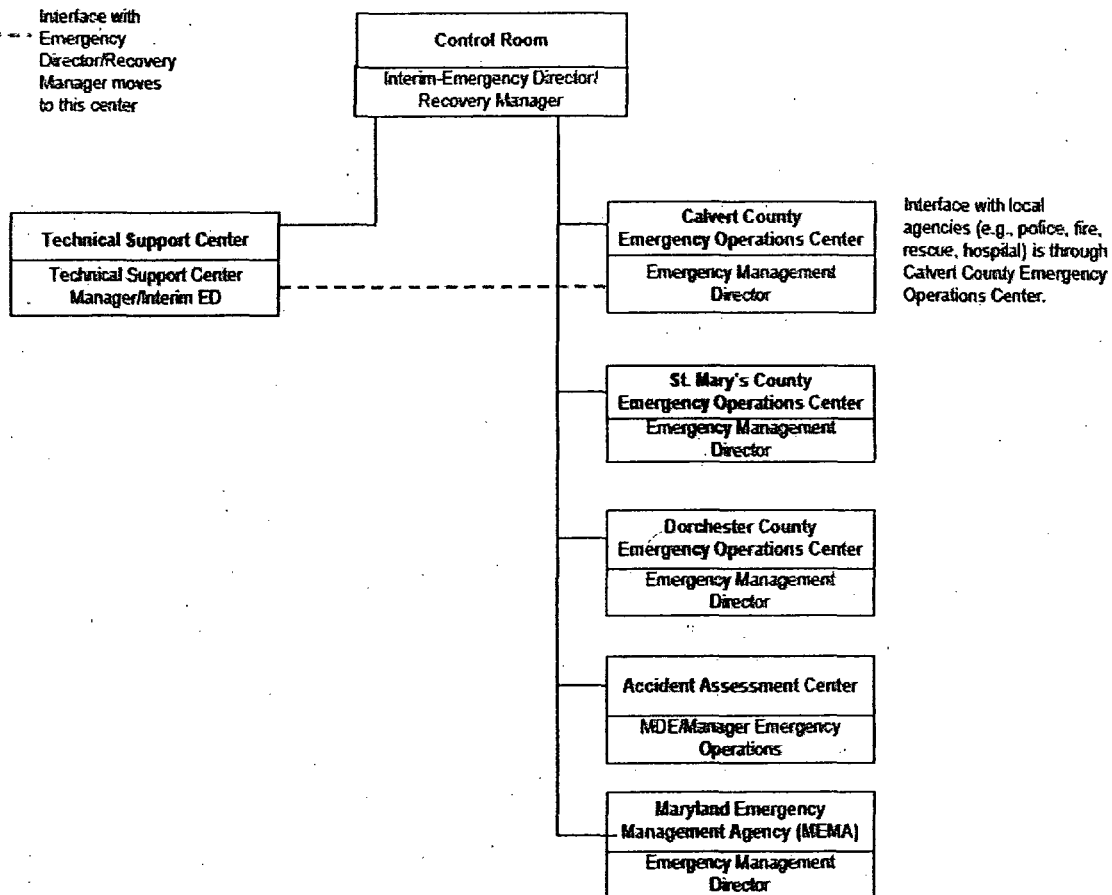 Interface with
Emergency
Director/Recovery
Manager moves
to this center
Control Room
Interim-Emergency Director/
Recovery Manager
Technical Support Center
Technical Support Center
Manager/Interim ED
Calvert County
Emergency Operations Center
Emergency Management
Director
Interface with local
agencies (e.g., police, fire,
rescue, hospital) is through
Calvert County Emergency
Operations Center.
St. Mary's County
Emergency Operations Center
Emergency Management
Director
Dorchester County
Emergency Operations Center
Emergency Management
Director
Accident Assessment Center
MDE/Manager Emergency
Operations
Maryland Emergency
Management Agency (MEMA)
Emergency Management
Director